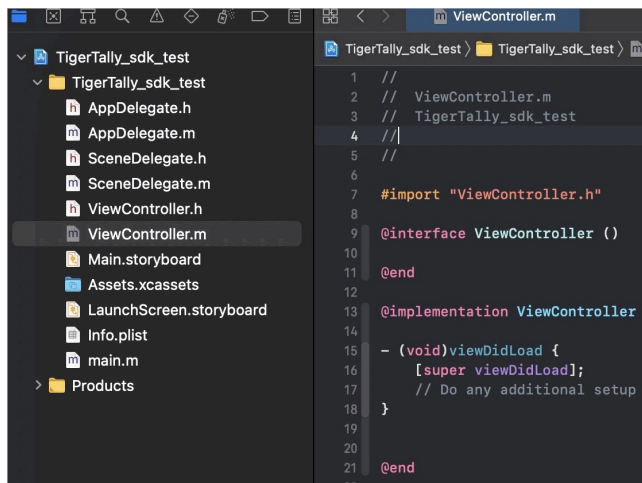 TigerTally_sdk_test
TigerTally_sdk_test
h AppDelegate.h
m AppDelegate.m
h SceneDelegate.h
m SceneDelegate.m
h ViewController.h
m ViewController.m
Main.storyboard
Assets.xcassets
LaunchScreen.storyboard
Info.plist
m main.m
Products
m ViewController.m
TigerTally_sdk_test 〉 TigerTally_sdk_test 〉 m
1 //
2 //  ViewController.m
3 //  TigerTally_sdk_test
4 //
5 //
6
7 #import "ViewController.h"
8
9 @interface ViewController ()
10
11 @end
12
13 @implementation ViewController
14
15 - (void)viewDidLoad {
16     [super viewDidLoad];
17     // Do any additional setup
18 }
19
20
21 @end